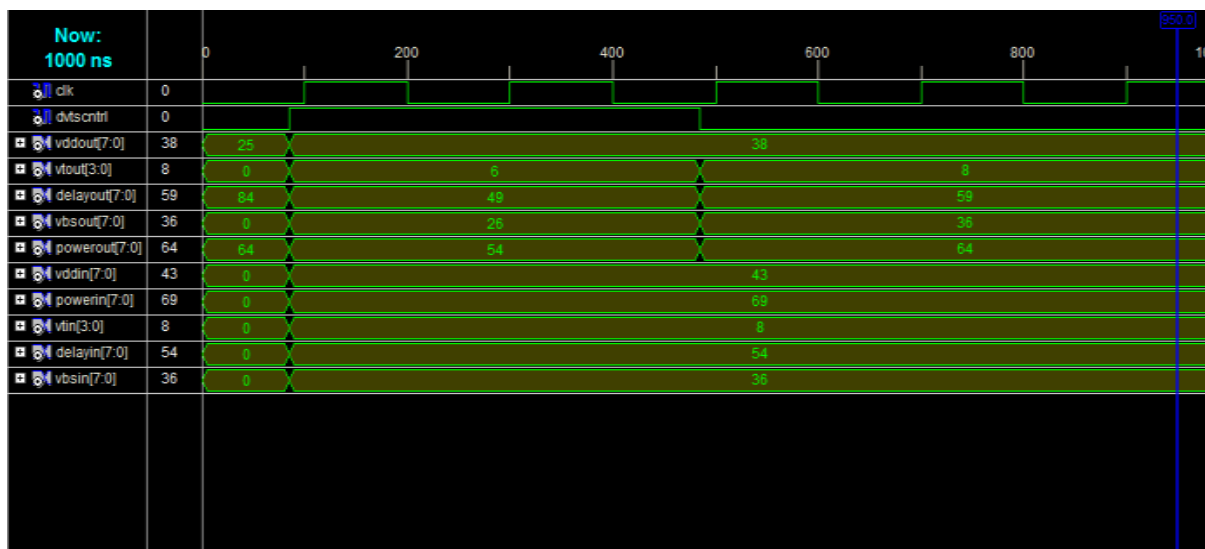 950.0
Now:
1000 ns
0 200 400 600 800 1
clk 0
dvtscntrl 0
vddout[7:0] 38 25 38
vtout[3:0] 8 0 6 8
delayout[7:0] 59 84 49 59
vbsout[7:0] 36 0 26 36
powerout[7:0] 64 64 54 64
vddin[7:0] 43 0 43
powerin[7:0] 69 0 69
vtin[3:0] 8 0 8
delayin[7:0] 54 0 54
vbsin[7:0] 36 0 36